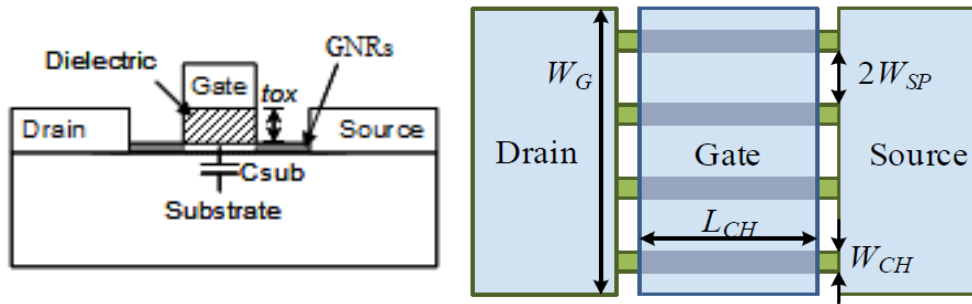 GNRs
Dielectric
Gate
tox
Drain
Source
Csub
Substrate
W_G
2W_SP
Drain
Gate
Source
L_CH
W_CH